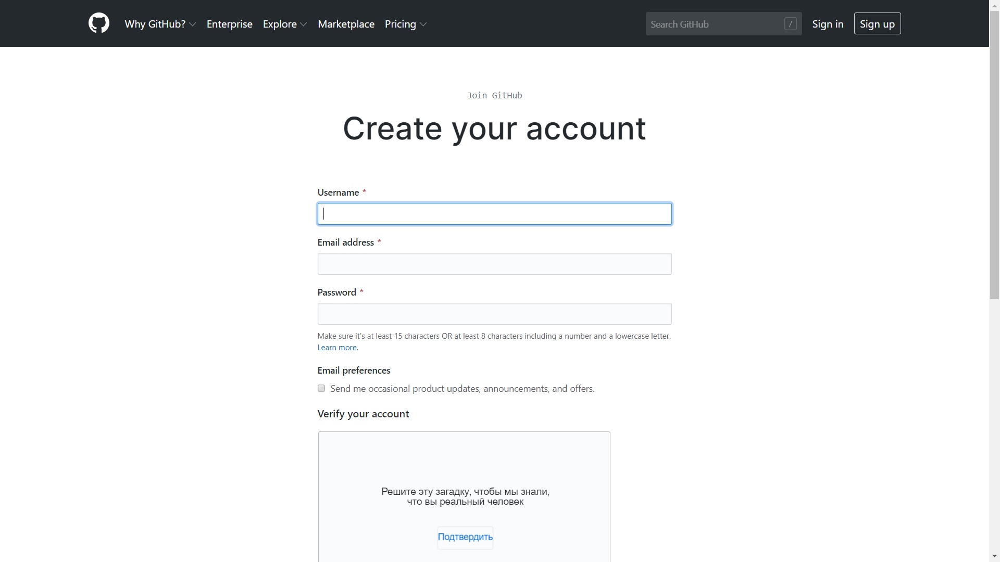 Why GitHub? Enterprise Explore Marketplace Pricing Search GitHub / Sign in Sign up
Join GitHub
Create your account
Username *
Email address *
Password *
Make sure it's at least 15 characters OR at least 8 characters including a number and a lowercase letter.
Learn more.
Email preferences
Send me occasional product updates, announcements, and offers.
Verify your account
Решите эту загадку, чтобы мы знали,
что вы реальный человек
Подтвердить